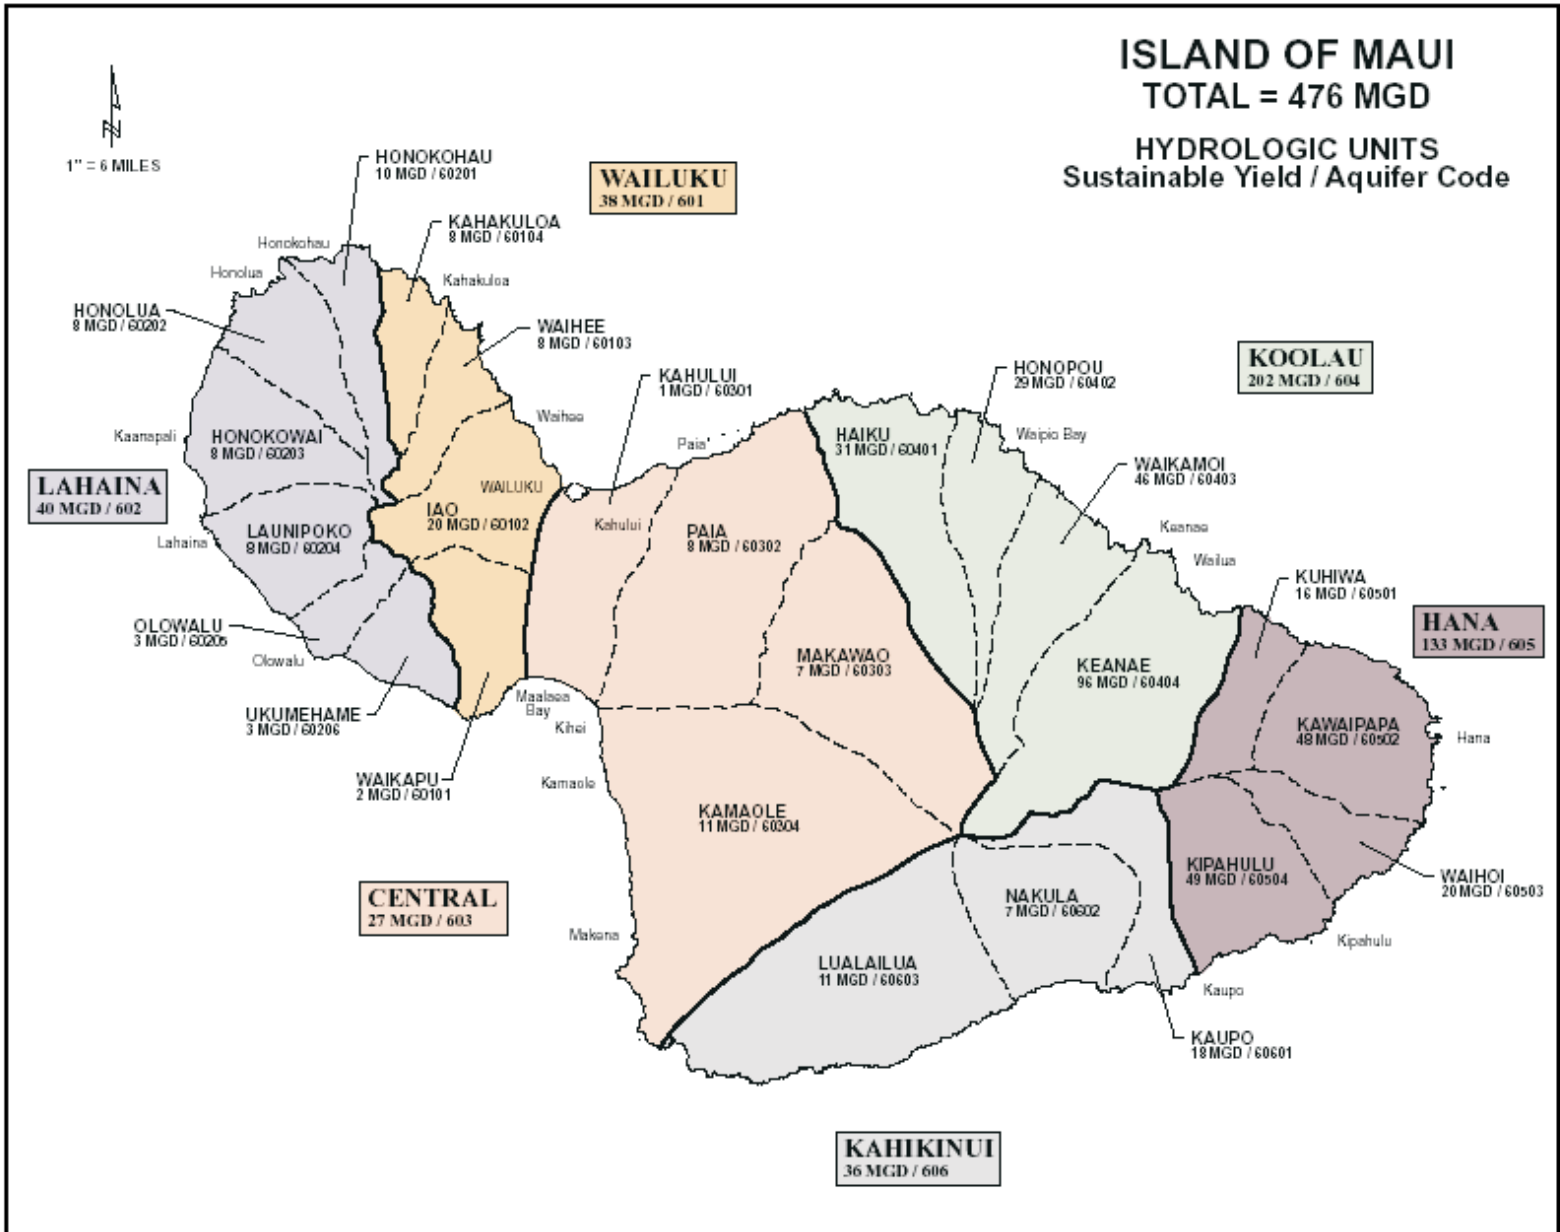 ISLAND OF MAUI
TOTAL = 476 MGD
HYDROLOGIC UNITS
Sustainable Yield / Aquifer Code
N
1" = 6 MILES
HONOKOHAU
10 MGD / 60201
WAILUKU
38 MGD / 601
KAHAKULOA
8 MGD / 60104
Honokohau
Honolua
Kahakuloa
HONOLUA
8 MGD / 60202
WAIHEE
8 MGD / 60103
KAHULUI
1 MGD / 60301
HONOPOU
29 MGD / 60402
KOOLAU
202 MGD / 604
Waihee
Kaanapali
HONOKOWAI
8 MGD / 60203
Paia
HAIKU
31 MGD / 60401
Waipio Bay
WAIKAMOI
46 MGD / 60403
LAHAINA
40 MGD / 602
WAILUKU
IAO
20 MGD / 60102
Kahului
PAIA
8 MGD / 60302
Keanae
Lahaina
LAUNIPOKO
8 MGD / 60204
Wailua
KUHIWA
16 MGD / 60501
HANA
133 MGD / 605
OLOWALU
3 MGD / 60205
Olowalu
MAKAWAO
7 MGD / 60303
KEANAE
96 MGD / 60404
Maalaea
Bay
Kihei
UKUMEHAME
3 MGD / 60206
KAWAIPAPA
48 MGD / 60502
Hana
WAIKAPU
2 MGD / 60101
Kamaole
KAMAOLE
11 MGD / 60304
KIPAHULU
49 MGD / 60504
WAIHOI
20 MGD / 60503
CENTRAL
27 MGD / 603
NAKULA
7 MGD / 60602
Makena
Kipahulu
LUALAILUA
11 MGD / 60603
Kaupo
KAUPO
18 MGD / 60601
KAHIKINUI
36 MGD / 606